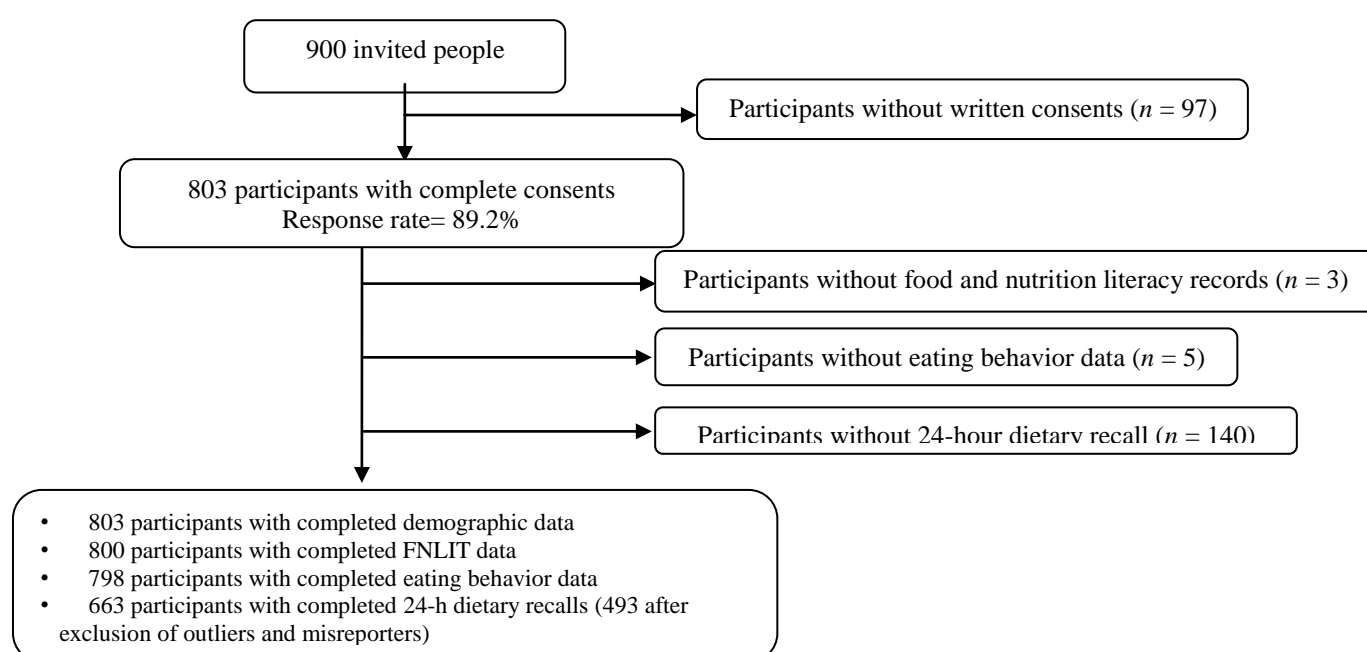 900 invited people
Participants without written consents (n = 97)
803 participants with complete consents
Response rate= 89.2%
Participants without food and nutrition literacy records (n = 3)
Participants without eating behavior data (n = 5)
Participants without 24-hour dietary recall (n = 140)
• 803 participants with completed demographic data
• 800 participants with completed FNLIT data
• 798 participants with completed eating behavior data
• 663 participants with completed 24-h dietary recalls (493 after
exclusion of outliers and misreporters)